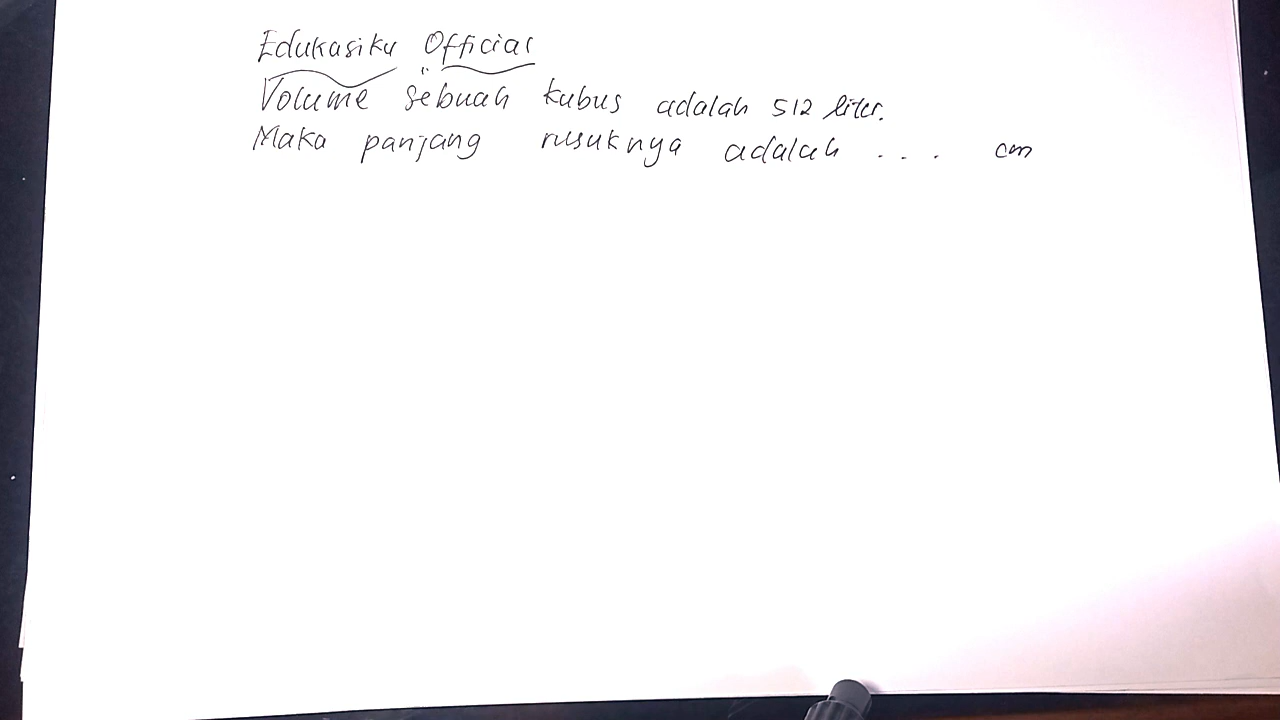 Edukasiku Official
Volume sebuah kubus adalah 512 liter.
Maka panjang rusuknya adalah ... cm